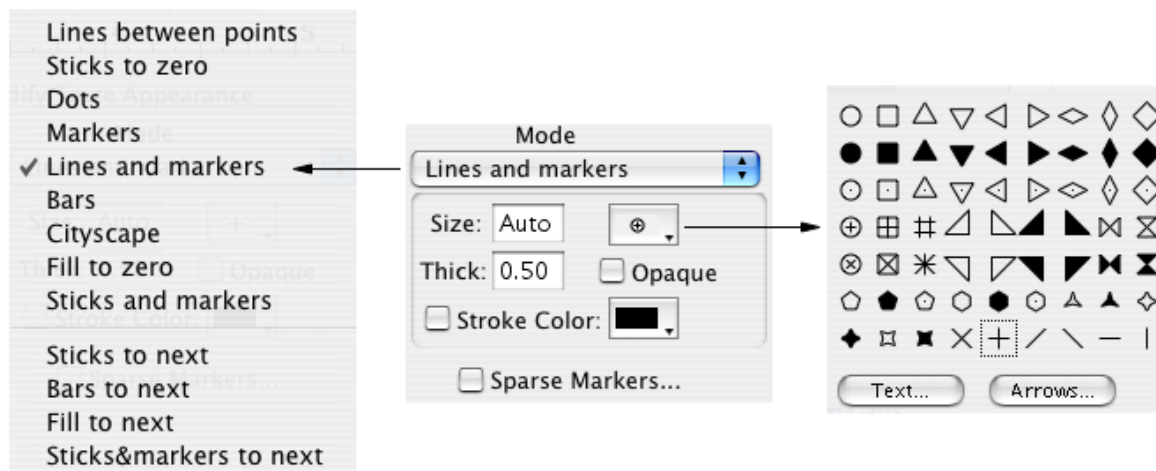 Lines between points
Sticks to zero
Dots
Markers
✓ Lines and markers
Bars
Cityscape
Fill to zero
Sticks and markers
Sticks to next
Bars to next
Fill to next
Sticks&markers to next
Mode
Lines and markers
Size: Auto
Thick: 0.50
Opaque
Stroke Color:
Sparse Markers...
Text...
Arrows...